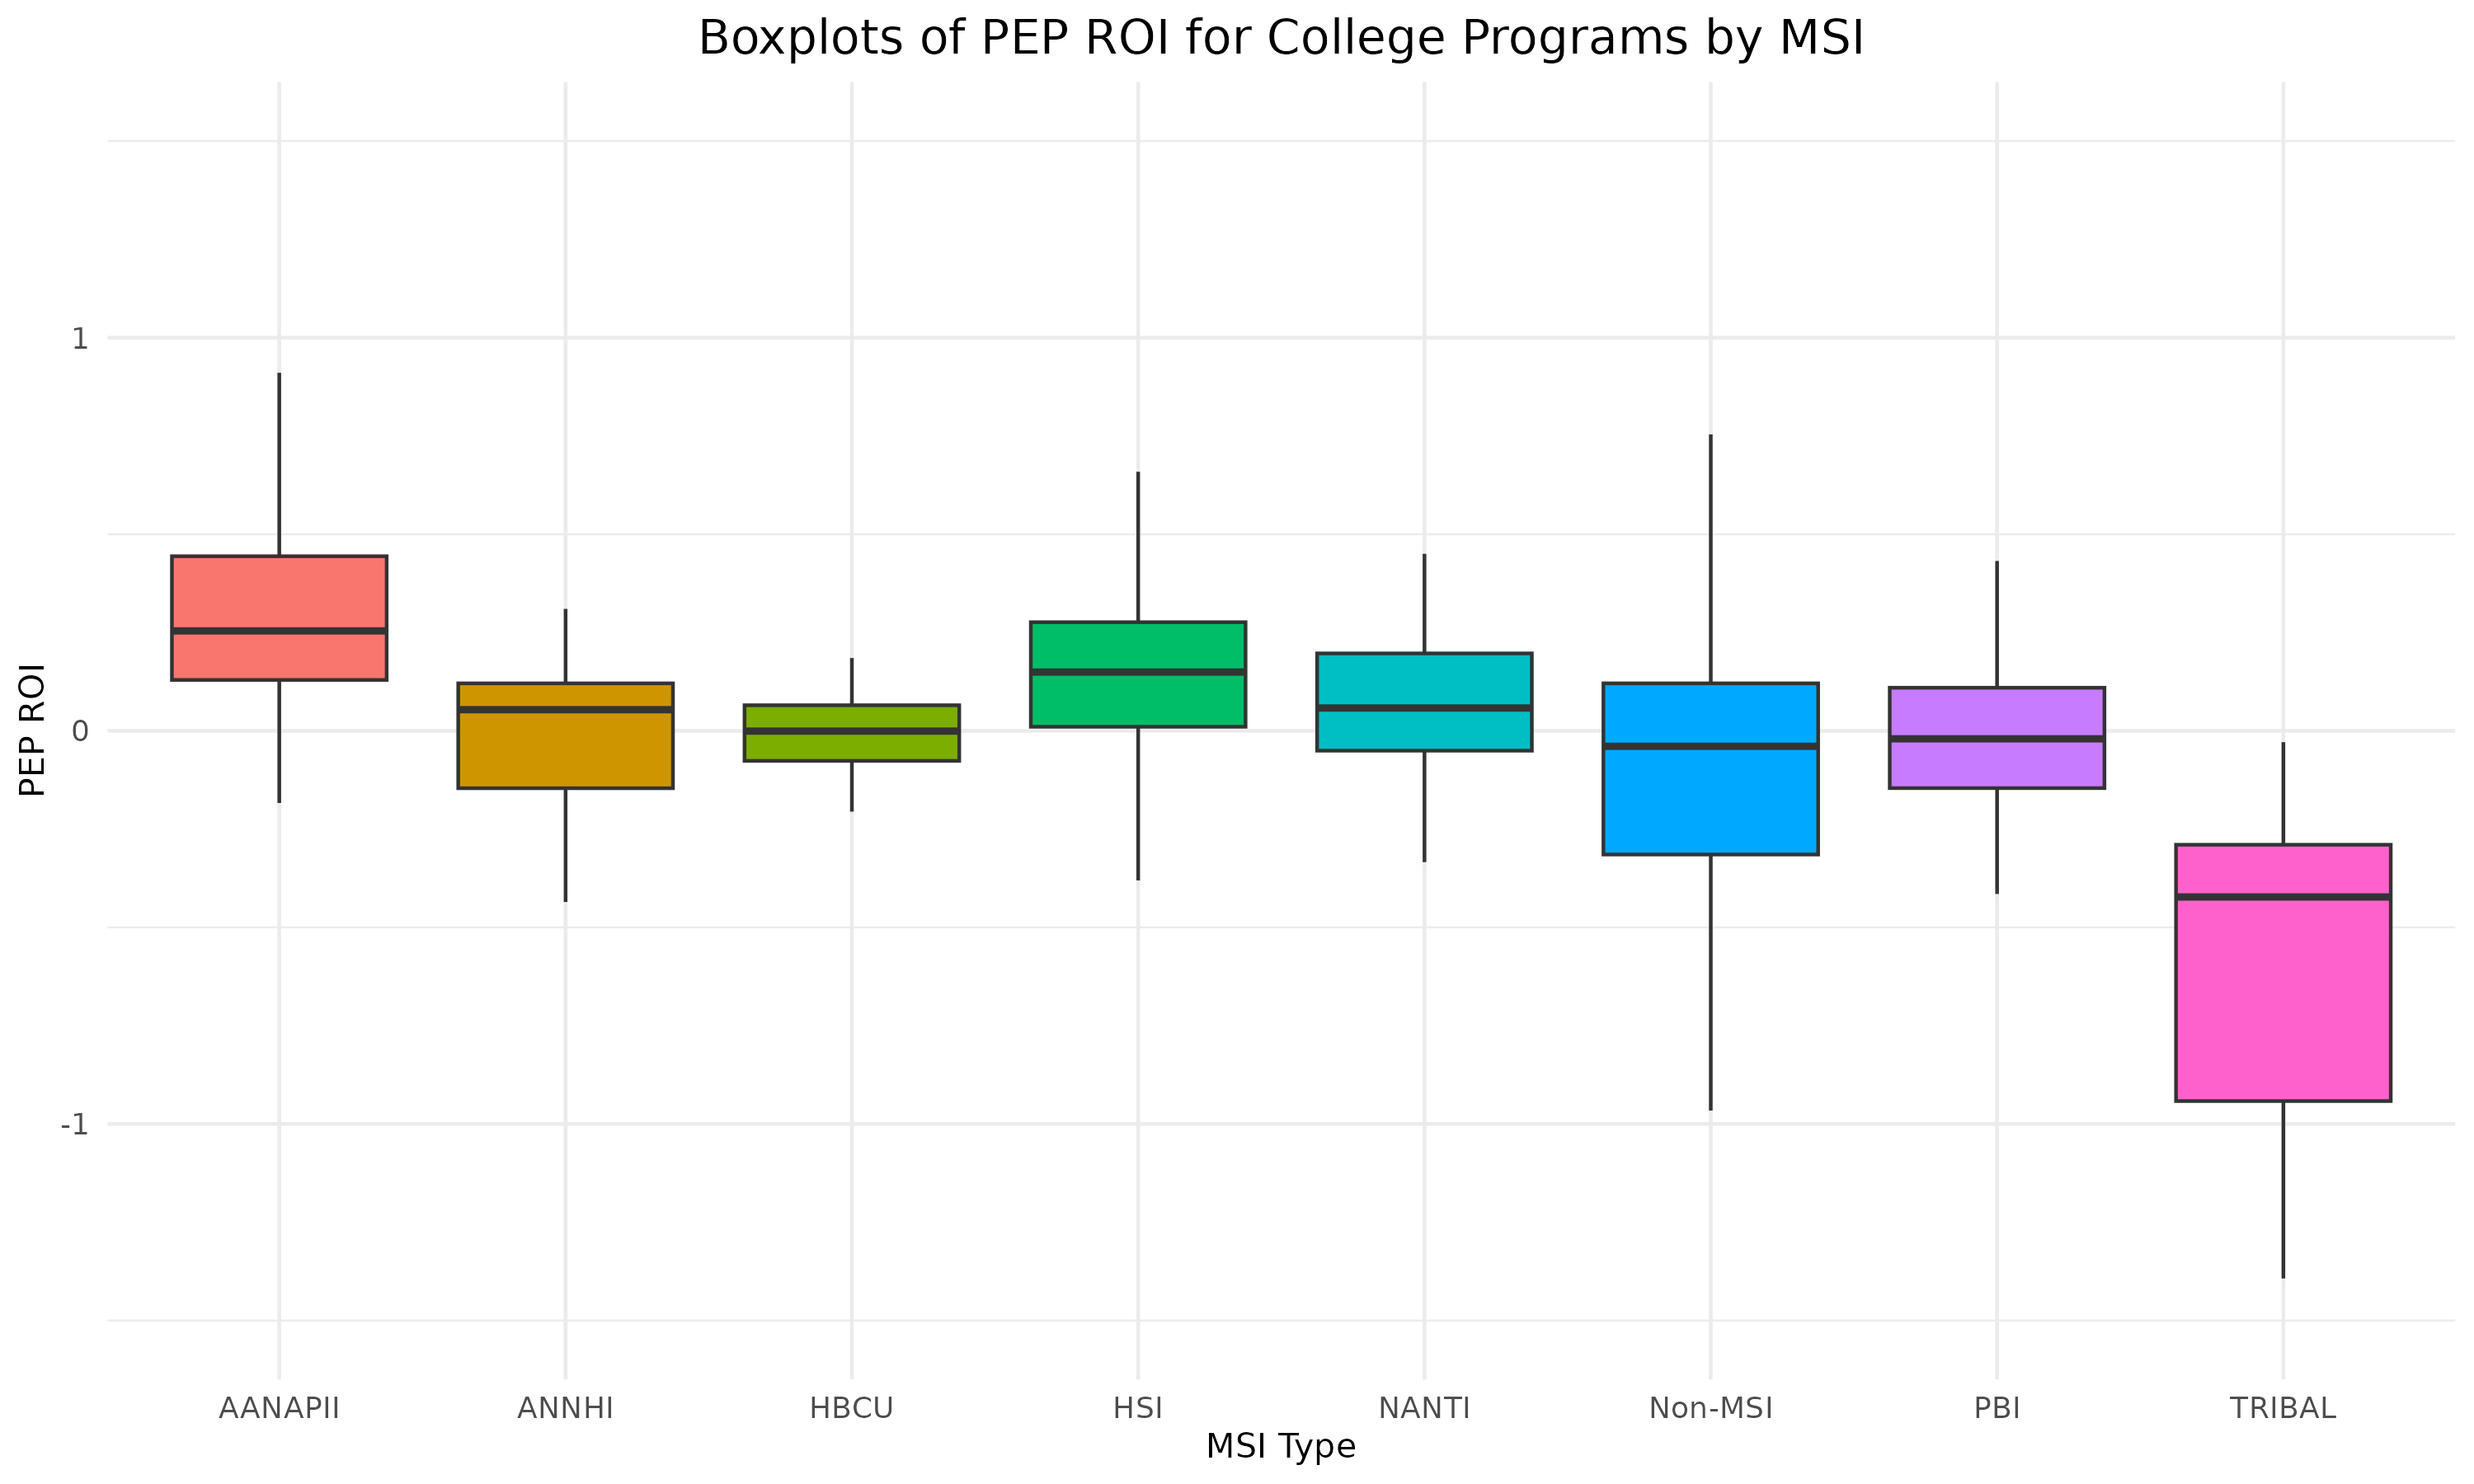 Boxplots of PEP ROI for College Programs by MSI
PEP ROI
1
0
-1
AANAPII ANNHI HBCU HSI NANTI Non-MSI PBI TRIBAL
MSI Type